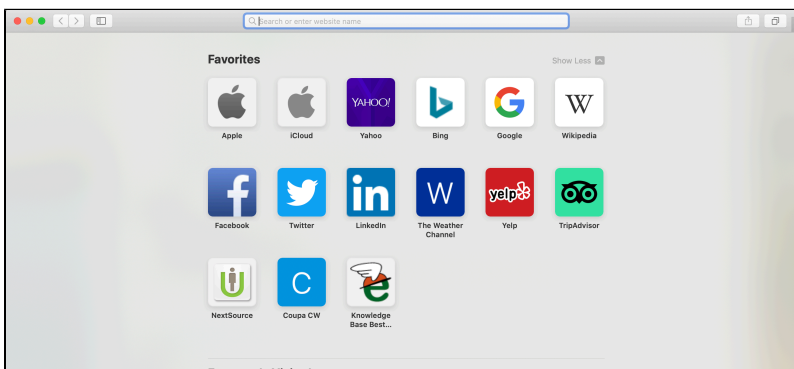 Search or enter website name
Favorites
Show Less
YAHOO!
W
Apple
iCloud
Yahoo
Bing
Google
Wikipedia
f
in
W
yelp
Facebook
Twitter
LinkedIn
The Weather
Channel
Yelp
TripAdvisor
C
NextSource
Coupa CW
Knowledge
Base Best...